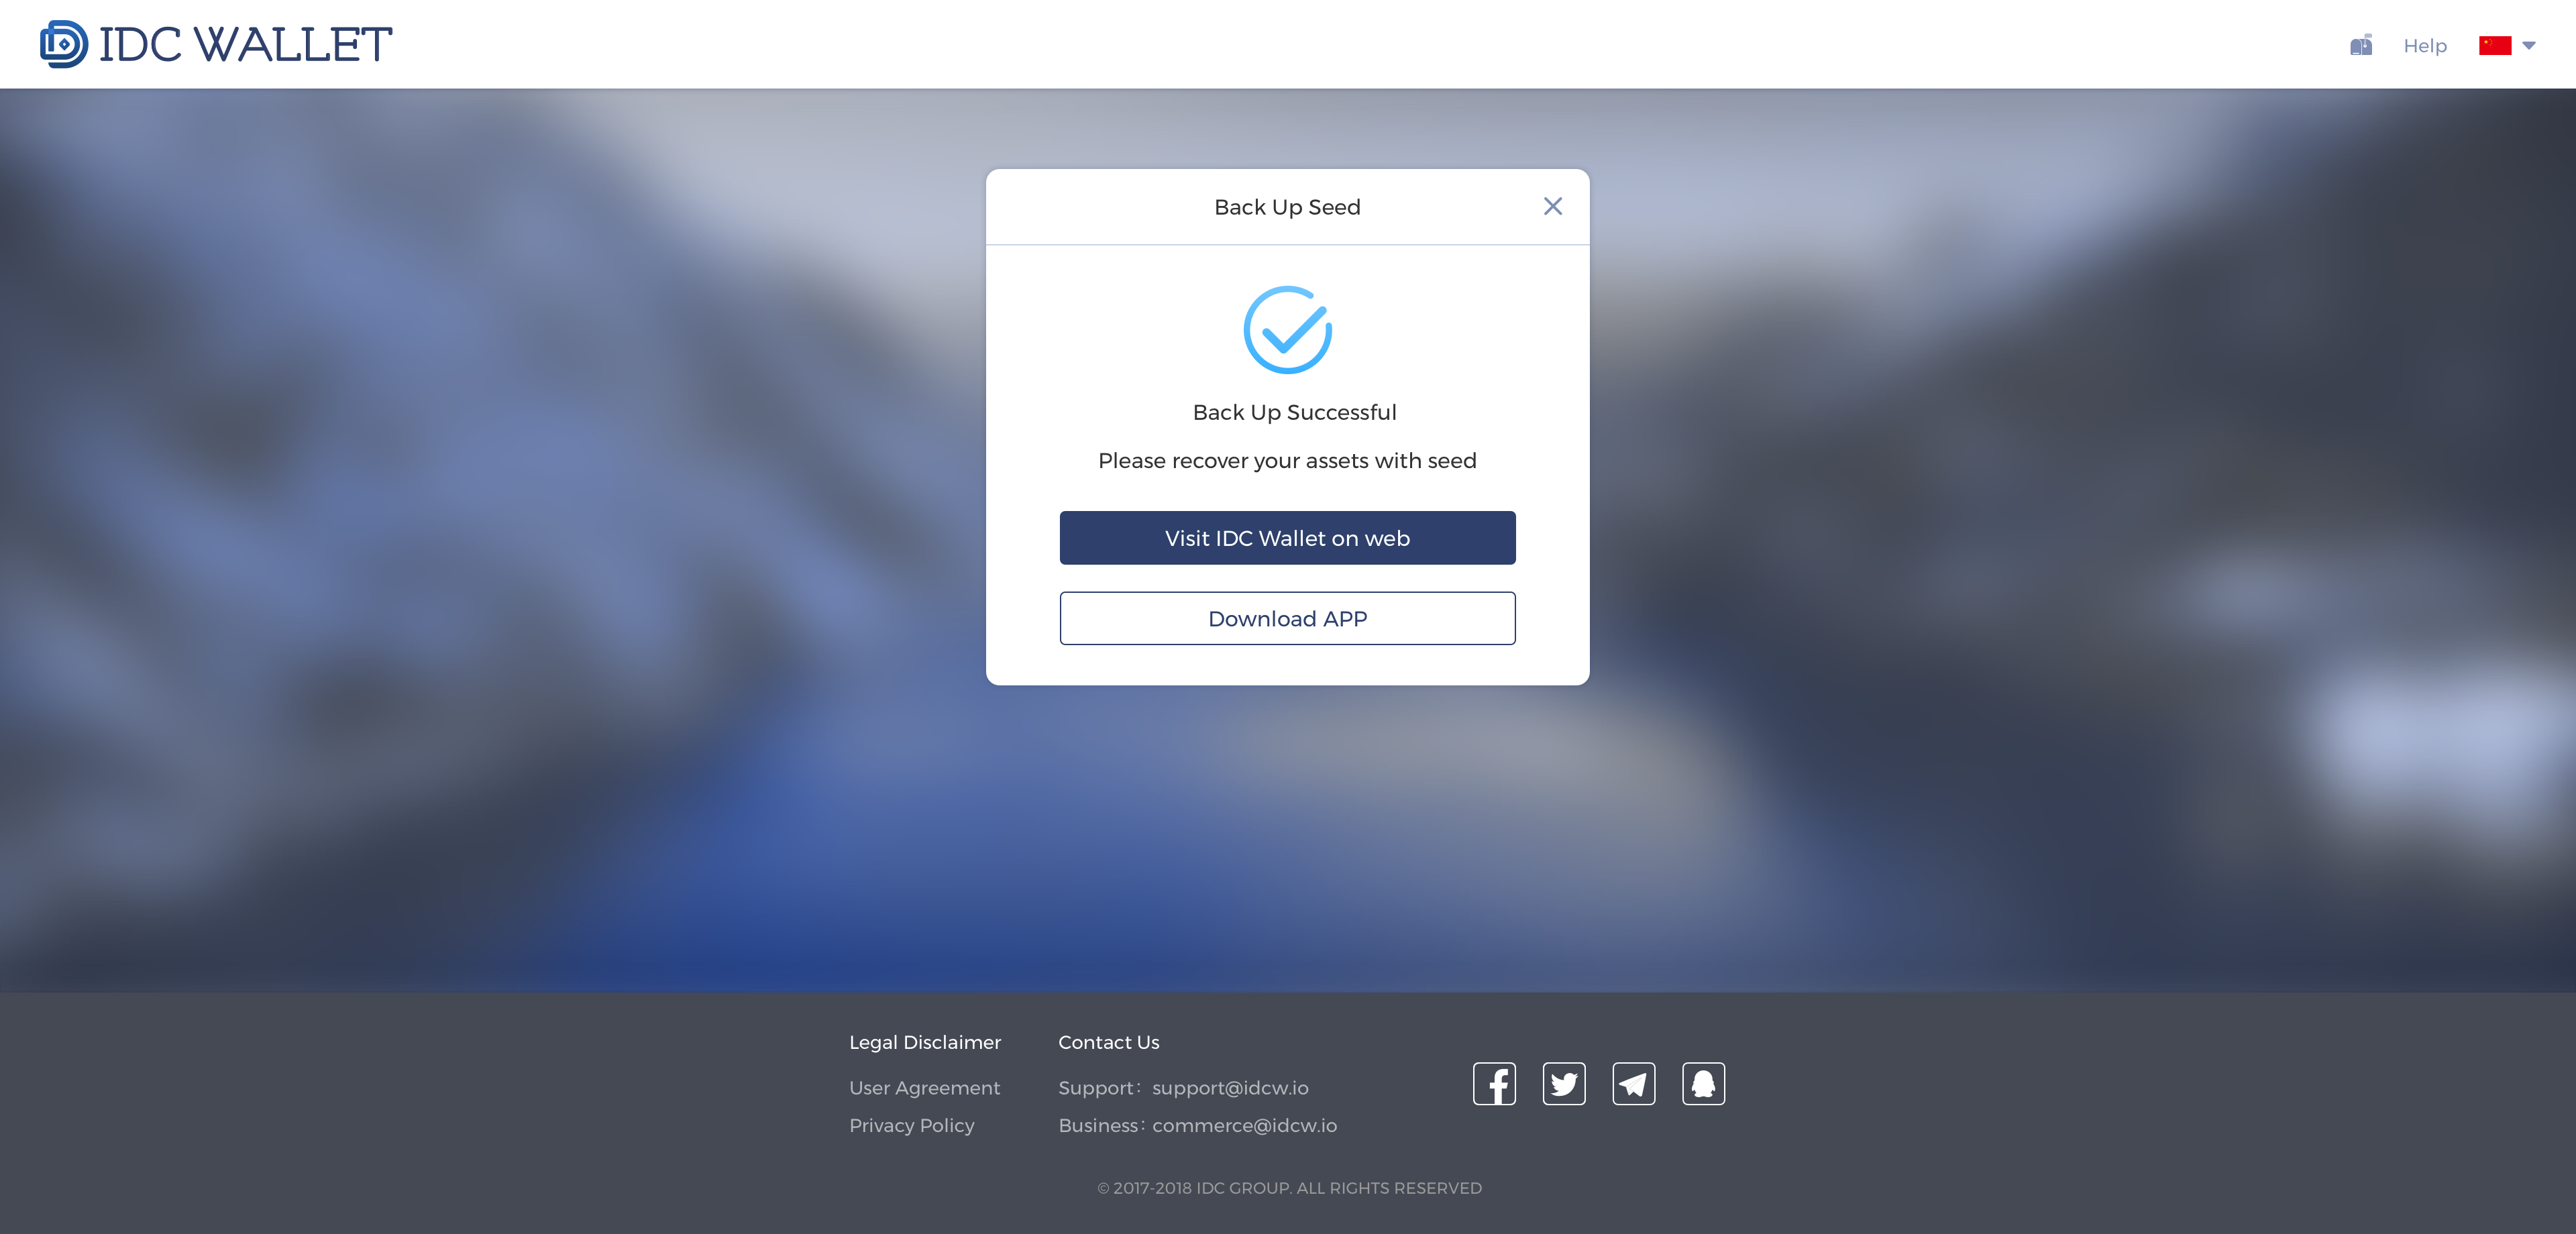 IDC WALLET
Help
Back Up Seed
Back Up Successful
Please recover your assets with seed
Visit IDC Wallet on web
Download APP
Legal Disclaimer
User Agreement
Privacy Policy
Contact Us
Support: support@idcw.io
Business: commerce@idcw.io
© 2017-2018 IDC GROUP. ALL RIGHTS RESERVED